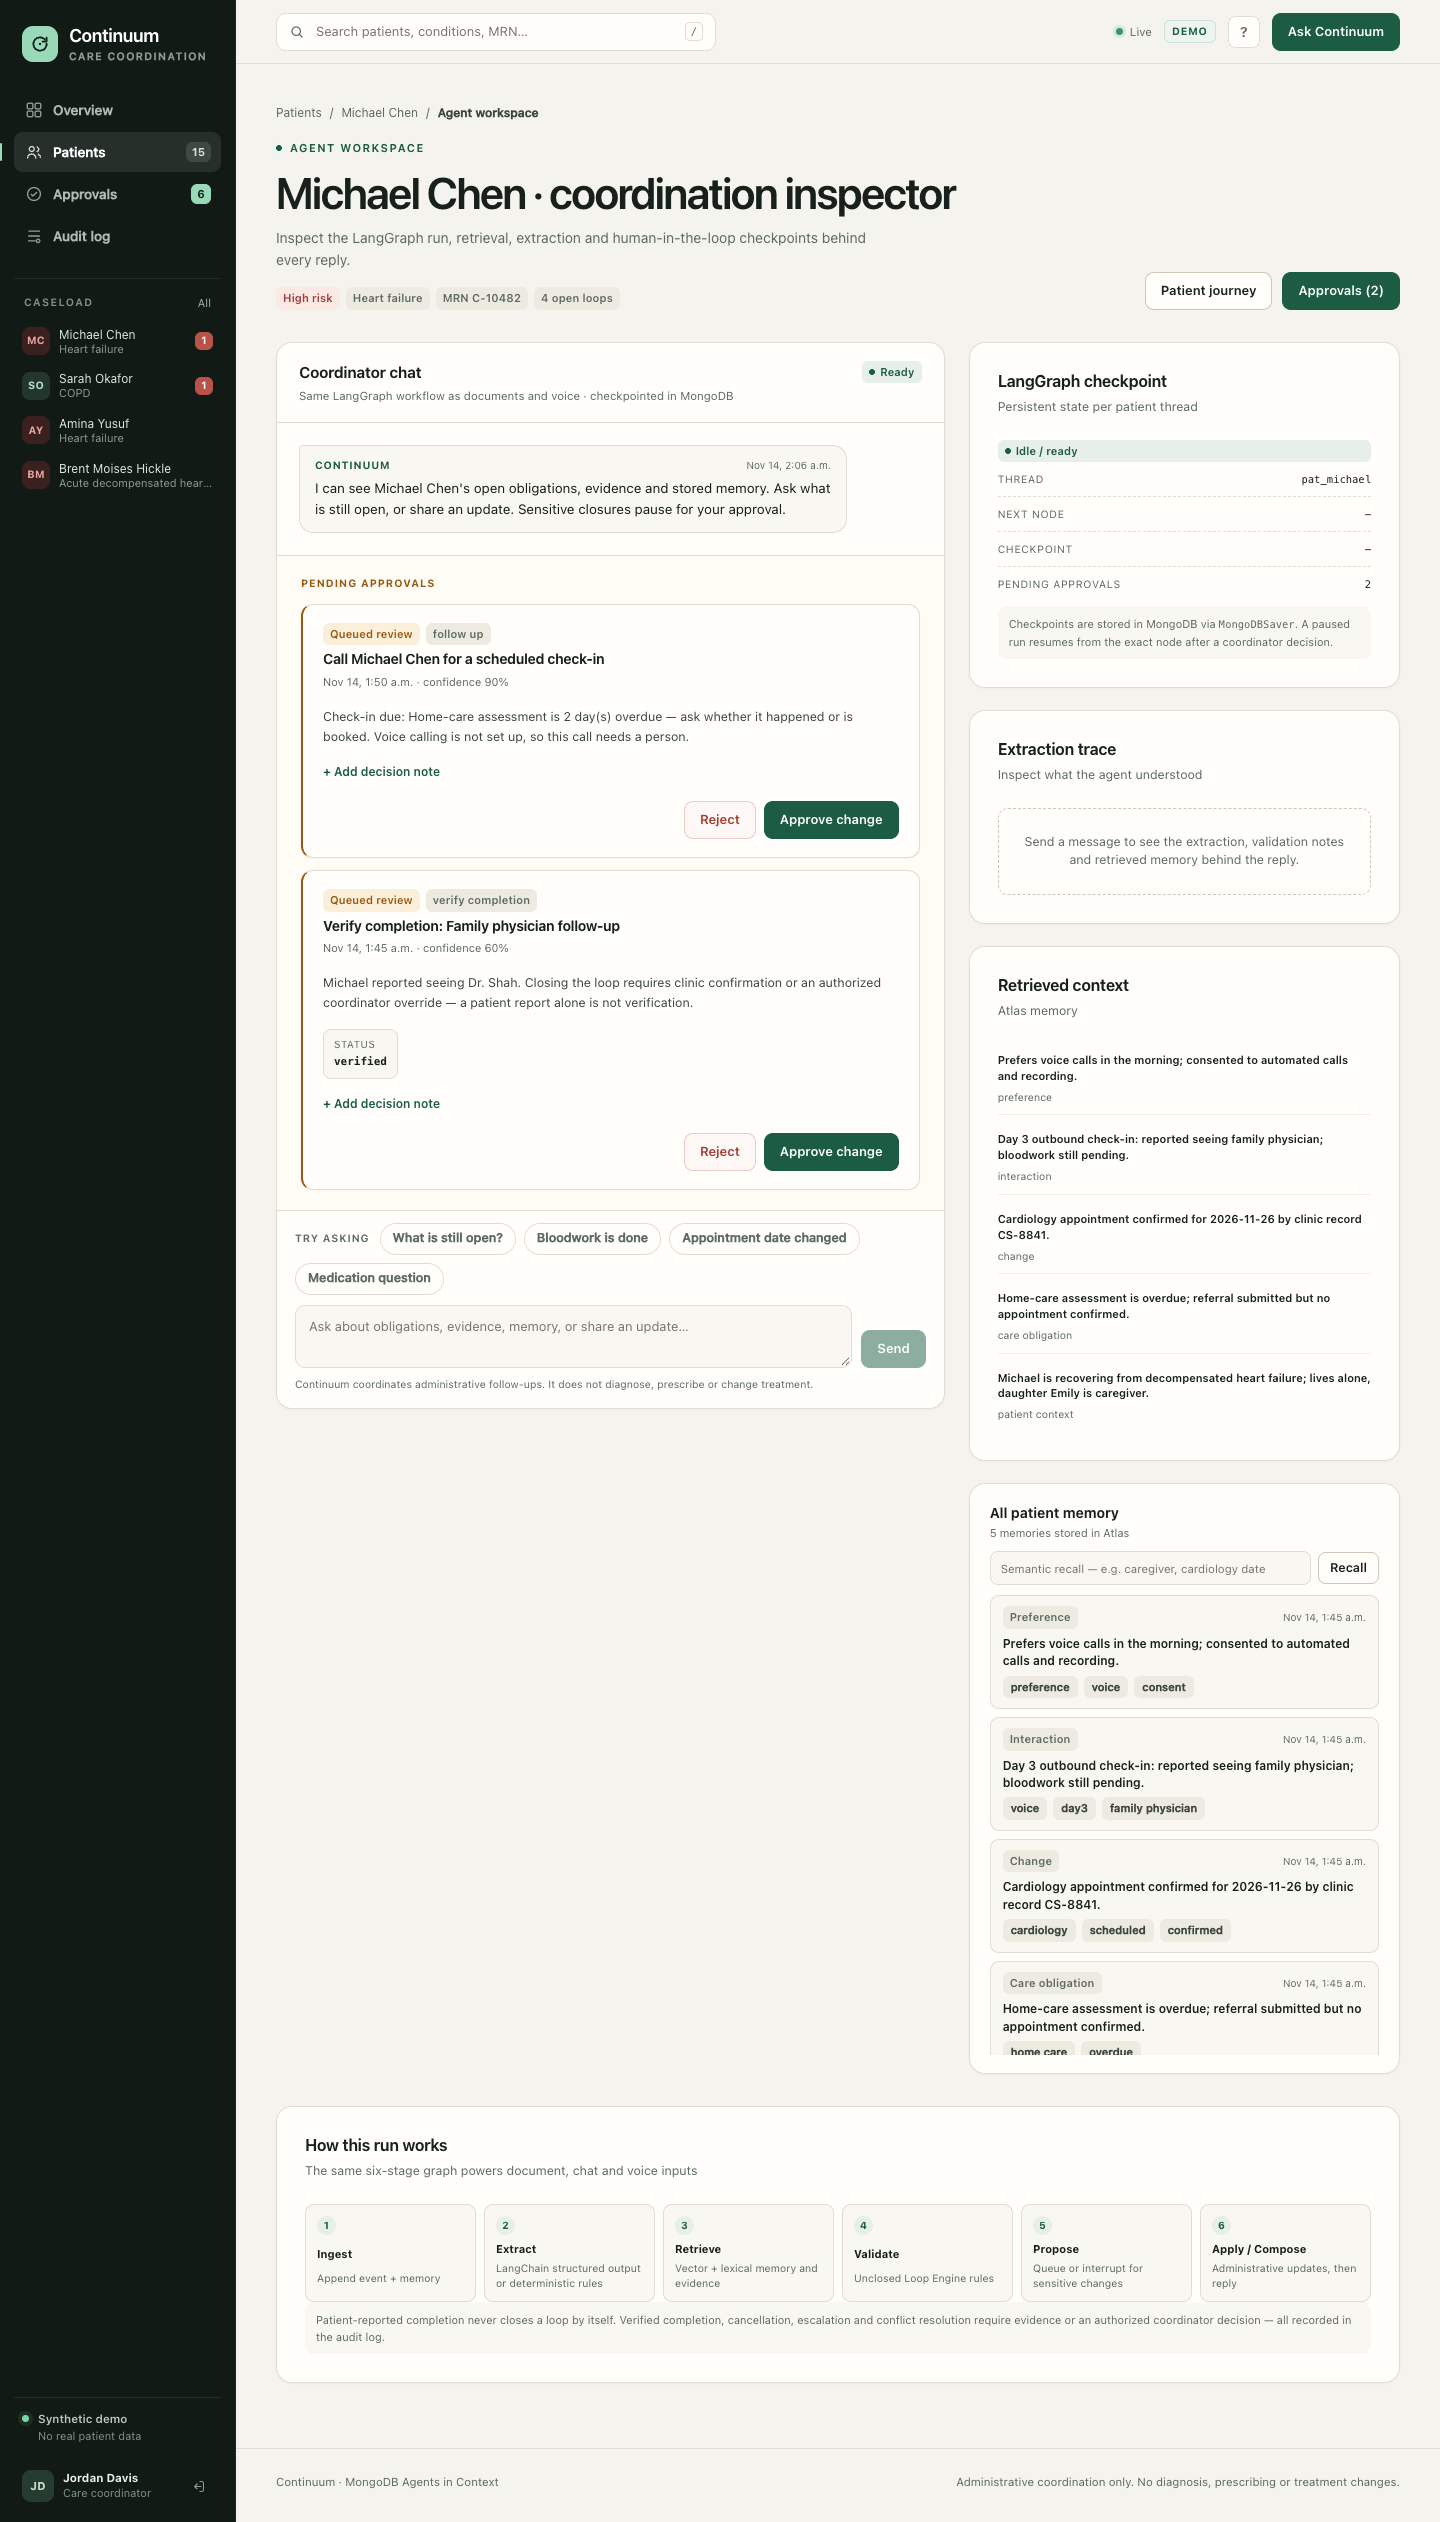 Continuum
CARE COORDINATION
Overview
Patients 15
Approvals 6
Audit log
CASELOAD All
MC Michael Chen 1
Heart failure
SO Sarah Okafor 1
COPD
AY Amina Yusuf
Heart failure
BM Brent Moises Hickle
Acute decompensated hear...
Synthetic demo
No real patient data
JD Jordan Davis
Care coordinator
Search patients, conditions, MRN... /
Live DEMO ? Ask Continuum
Patients / Michael Chen / Agent workspace
AGENT WORKSPACE
Michael Chen · coordination inspector
Inspect the LangGraph run, retrieval, extraction and human-in-the-loop checkpoints behind
every reply.
High risk Heart failure MRN C-10482 4 open loops
Patient journey Approvals (2)
Coordinator chat Ready
Same LangGraph workflow as documents and voice · checkpointed in MongoDB
CONTINUUM Nov 14, 2:06 a.m.
I can see Michael Chen's open obligations, evidence and stored memory. Ask what
is still open, or share an update. Sensitive closures pause for your approval.
PENDING APPROVALS
Queued review follow up
Call Michael Chen for a scheduled check-in
Nov 14, 1:50 a.m. · confidence 90%
Check-in due: Home-care assessment is 2 day(s) overdue — ask whether it happened or is
booked. Voice calling is not set up, so this call needs a person.
+ Add decision note
Reject Approve change
Queued review verify completion
Verify completion: Family physician follow-up
Nov 14, 1:45 a.m. · confidence 60%
Michael reported seeing Dr. Shah. Closing the loop requires clinic confirmation or an authorized
coordinator override — a patient report alone is not verification.
STATUS
verified
+ Add decision note
Reject Approve change
TRY ASKING What is still open? Bloodwork is done Appointment date changed
Medication question
Ask about obligations, evidence, memory, or share an update...
Send
Continuum coordinates administrative follow-ups. It does not diagnose, prescribe or change treatment.
LangGraph checkpoint
Persistent state per patient thread
Idle / ready
THREAD pat_michael
NEXT NODE —
CHECKPOINT —
PENDING APPROVALS 2
Checkpoints are stored in MongoDB via MongoDBSaver. A paused
run resumes from the exact node after a coordinator decision.
Extraction trace
Inspect what the agent understood
Send a message to see the extraction, validation notes
and retrieved memory behind the reply.
Retrieved context
Atlas memory
Prefers voice calls in the morning; consented to automated calls
and recording.
preference
Day 3 outbound check-in: reported seeing family physician;
bloodwork still pending.
interaction
Cardiology appointment confirmed for 2026-11-26 by clinic record
CS-8841.
change
Home-care assessment is overdue; referral submitted but no
appointment confirmed.
care obligation
Michael is recovering from decompensated heart failure; lives alone,
daughter Emily is caregiver.
patient context
All patient memory
5 memories stored in Atlas
Semantic recall — e.g. caregiver, cardiology date Recall
Preference Nov 14, 1:45 a.m.
Prefers voice calls in the morning; consented to automated
calls and recording.
preference voice consent
Interaction Nov 14, 1:45 a.m.
Day 3 outbound check-in: reported seeing family physician;
bloodwork still pending.
voice day3 family physician
Change Nov 14, 1:45 a.m.
Cardiology appointment confirmed for 2026-11-26 by clinic
record CS-8841.
cardiology scheduled confirmed
Care obligation Nov 14, 1:45 a.m.
Home-care assessment is overdue; referral submitted but no
appointment confirmed.
home care overdue
How this run works
The same six-stage graph powers document, chat and voice inputs
1
Ingest
Append event + memory
2
Extract
LangChain structured output
or deterministic rules
3
Retrieve
Vector + lexical memory and
evidence
4
Validate
Unclosed Loop Engine rules
5
Propose
Queue or interrupt for
sensitive changes
6
Apply / Compose
Administrative updates, then
reply
Patient-reported completion never closes a loop by itself. Verified completion, cancellation, escalation and conflict resolution require evidence or an authorized coordinator decision — all recorded in
the audit log.
Continuum · MongoDB Agents in Context
Administrative coordination only. No diagnosis, prescribing or treatment changes.